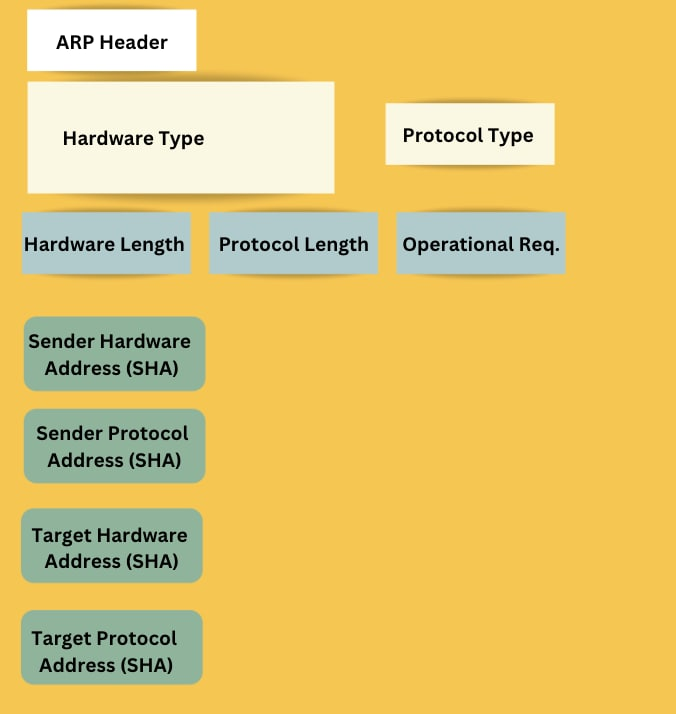 ARP Header
Hardware Type
Protocol Type
Hardware Length
Protocol Length
Operational Req.
Sender Hardware
Address (SHA)
Sender Protocol
Address (SHA)
Target Hardware
Address (SHA)
Target Protocol
Address (SHA)